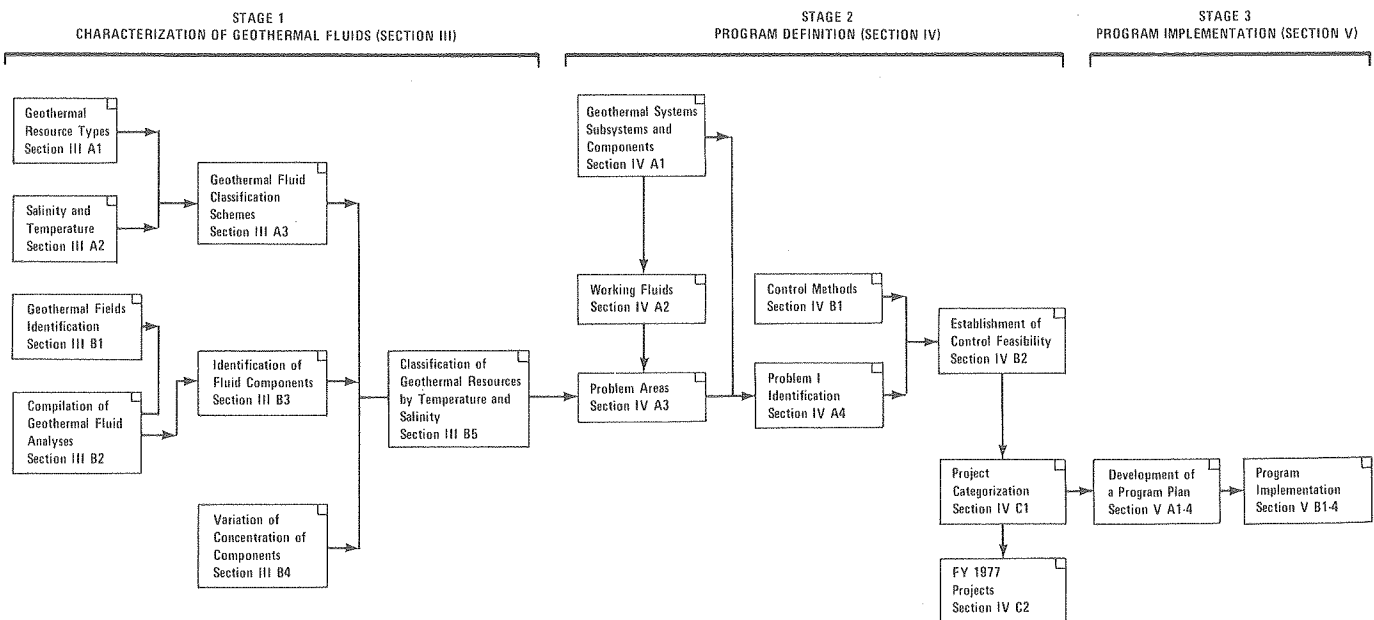 STAGE 1
CHARACTERIZATION OF GEOTHERMAL FLUIDS (SECTION III)
STAGE 2
PROGRAM DEFINITION (SECTION IV)
STAGE 3
PROGRAM IMPLEMENTATION (SECTION V)
Geothermal
Resource Types
Section III A1
Salinity and
Temperature
Section III A2
Geothermal Fluid
Classification
Schemes
Section III A3
Geothermal Fields
Identification
Section III B1
Compilation of
Geothermal Fluid
Analyses
Section III B2
Identification of
Fluid Components
Section III B3
Variation of
Concentration of
Components
Section III B4
Classification of
Geothermal Resources
by Temperature and
Salinity
Section III B5
Geothermal Systems
Subsystems and
Components
Section IV A1
Working Fluids
Section IV A2
Problem Areas
Section IV A3
Control Methods
Section IV B1
Problem I
Identification
Section IV A4
Establishment of
Control Feasibility
Section IV B2
Project
Categorization
Section IV C1
FY 1977
Projects
Section IV C2
Development of
a Program Plan
Section V A1-4
Program
Implementation
Section V B1-4